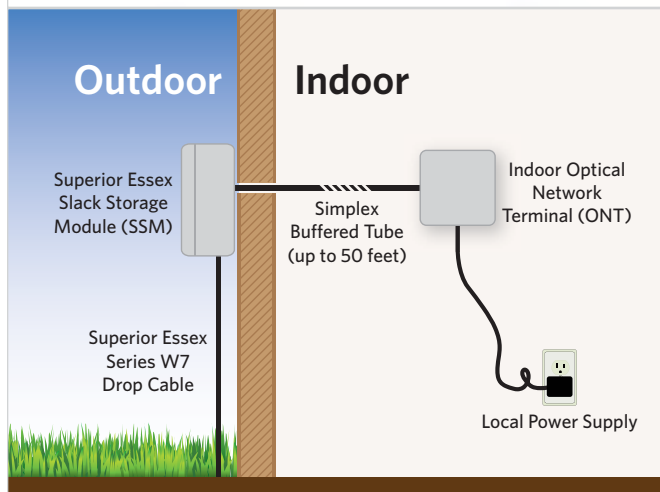 Outdoor
Indoor
Superior Essex
Slack Storage
Module (SSM)
Simplex
Buffered Tube
(up to 50 feet)
Indoor Optical
Network
Terminal (ONT)
Superior Essex
Series W7
Drop Cable
Local Power Supply